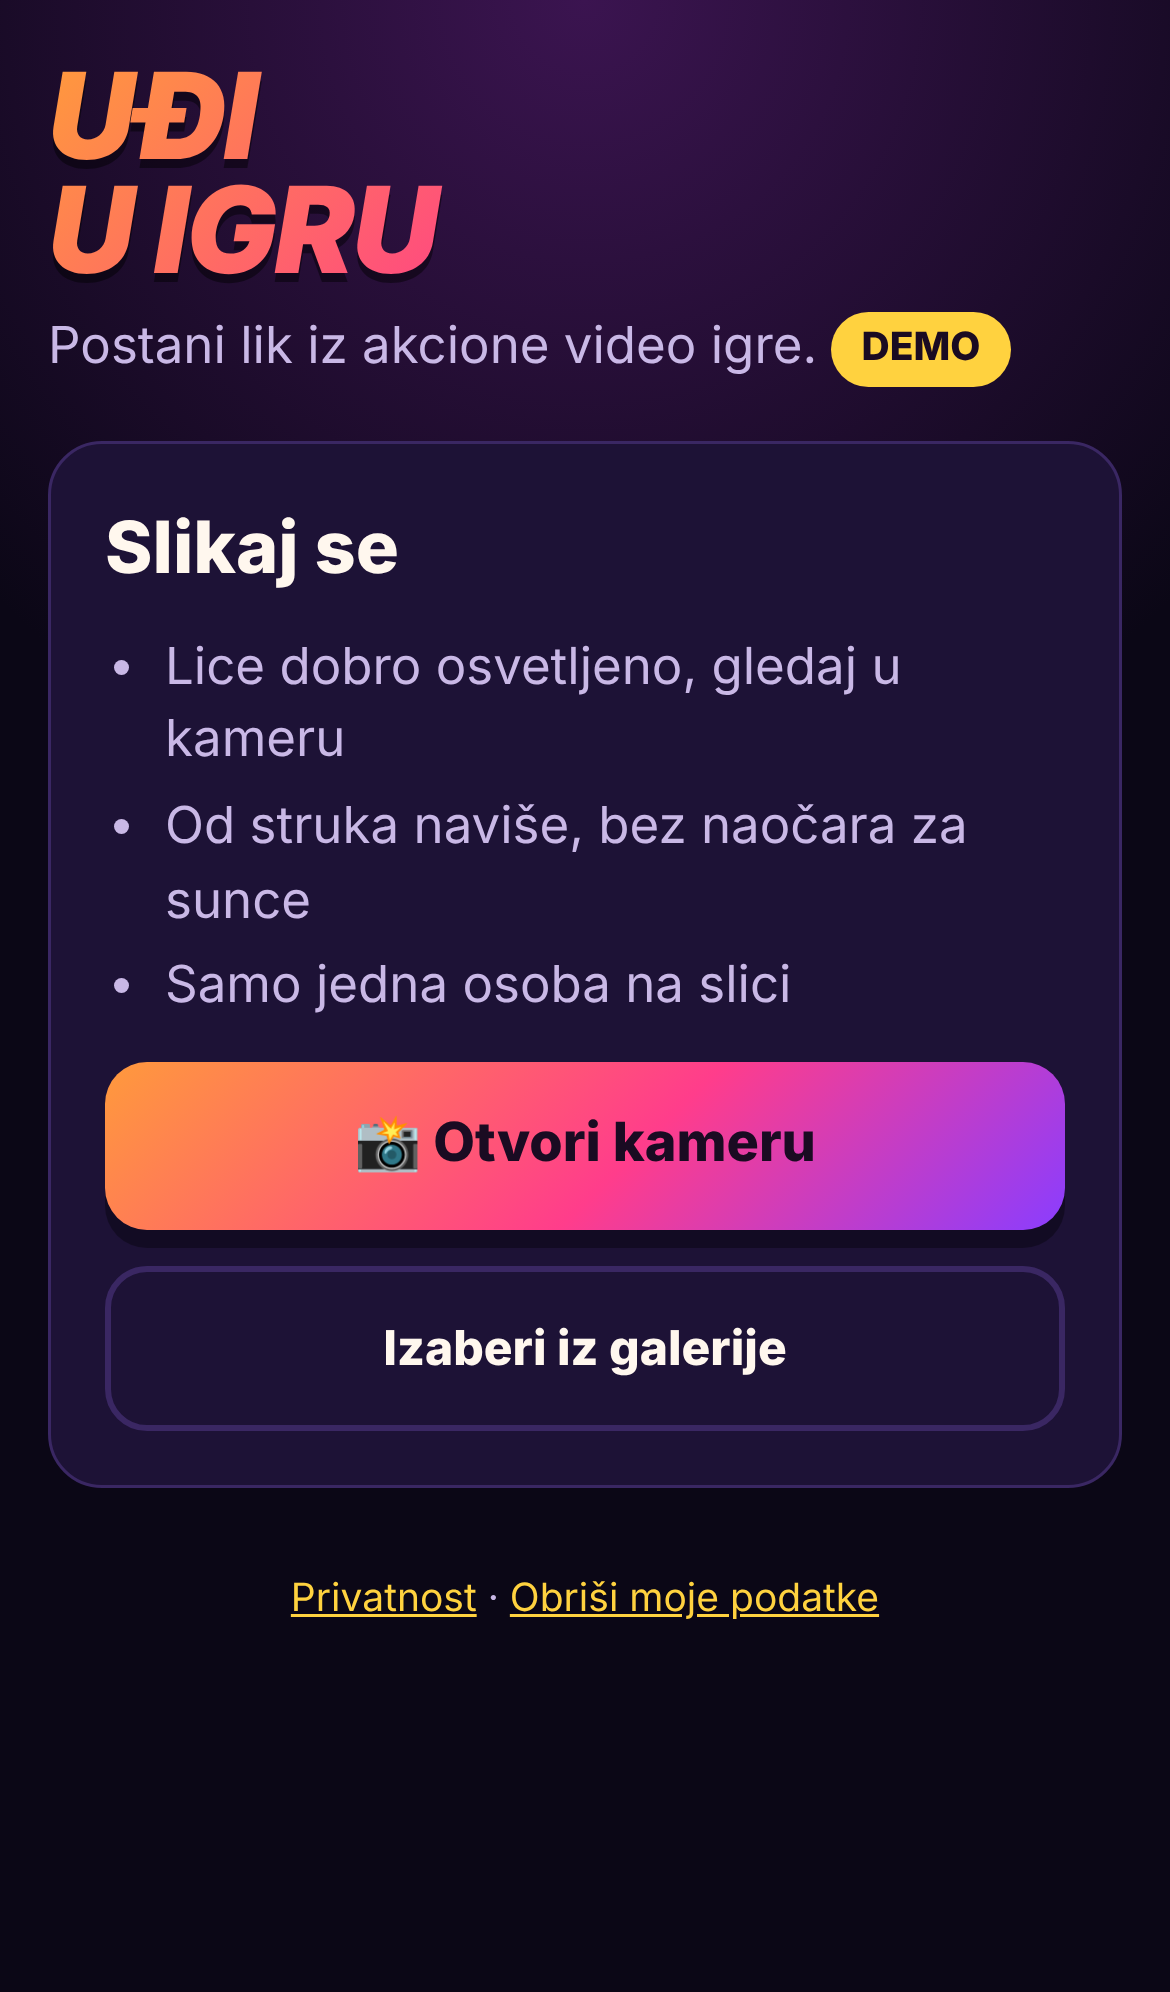 UĐI
U IGRU
Postani lik iz akcione video igre. DEMO
Slikaj se
• Lice dobro osvetljeno, gledaj u
kameru
• Od struka naviše, bez naočara za
sunce
• Samo jedna osoba na slici
📸 Otvori kameru
Izaberi iz galerije
Privatnost · Obriši moje podatke